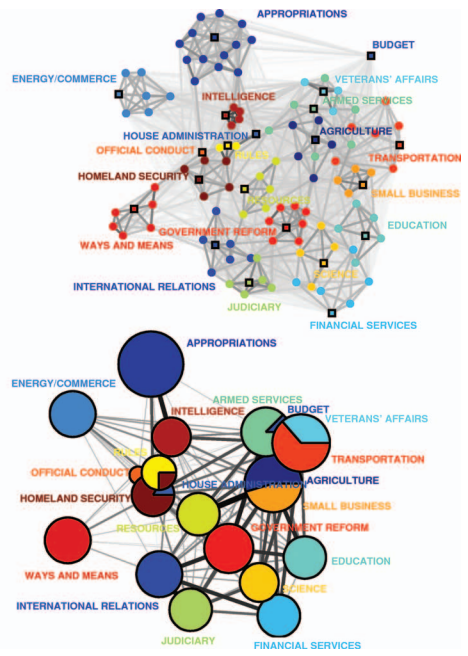 APPROPRIATIONS
BUDGET
ENERGY/COMMERCE
VETERANS' AFFAIRS
INTELLIGENCE
ARMED SERVICES
HOUSE ADMINISTRATION
AGRICULTURE
OFFICIAL CONDUCT
RULES
TRANSPORTATION
HOMELAND SECURITY
SMALL BUSINESS
RESOURCES
EDUCATION
WAYS AND MEANS
GOVERNMENT REFORM
SCIENCE
INTERNATIONAL RELATIONS
JUDICIARY
FINANCIAL SERVICES
APPROPRIATIONS
ENERGY/COMMERCE
ARMED SERVICES
BUDGET
INTELLIGENCE
VETERANS' AFFAIRS
RULES
TRANSPORTATION
OFFICIAL CONDUCT
HOUSE ADMINISTRATION
AGRICULTURE
HOMELAND SECURITY
SMALL BUSINESS
RESOURCES
GOVERNMENT REFORM
EDUCATION
WAYS AND MEANS
SCIENCE
INTERNATIONAL RELATIONS
JUDICIARY
FINANCIAL SERVICES